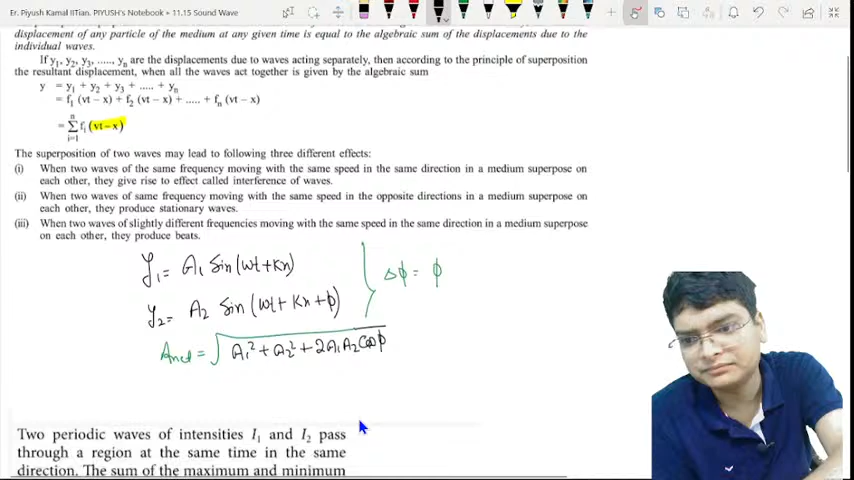 Er. Piyush Kamal IITian. PIYUSH's Notebook » 11.15 Sound Wave
displacement of any particle of the medium at any given time is equal to the algebraic sum of the displacements due to the
individual waves.
If y₁, y₂, y₃, ....., yₙ are the displacements due to waves acting separately, then according to the principle of superposition
the resultant displacement, when all the waves act together is given by the algebraic sum
y = y₁ + y₂ + y₃ + ..... + yₙ
= f₁ (vt – x) + f₂ (vt – x) + ..... + fₙ (vt – x)
= n∑i=1 fᵢ (vt – x)
The superposition of two waves may lead to following three different effects:
(i) When two waves of the same frequency moving with the same speed in the same direction in a medium superpose on
each other, they give rise to effect called interference of waves.
(ii) When two waves of same frequency moving with the same speed in the opposite directions in a medium superpose on
each other, they produce stationary waves.
(iii) When two waves of slightly different frequencies moving with the same speed in the same direction in a medium superpose
on each other, they produce beats.
y₁ = A₁ Sin (ωt+Kx)
y₂ = A₂ Sin (ωt+Kx+φ)
Δφ = φ
Anet = √(A₁² + A₂² + 2A₁A₂Cosφ)
Two periodic waves of intensities I₁ and I₂ pass
through a region at the same time in the same
direction. The sum of the maximum and minimum